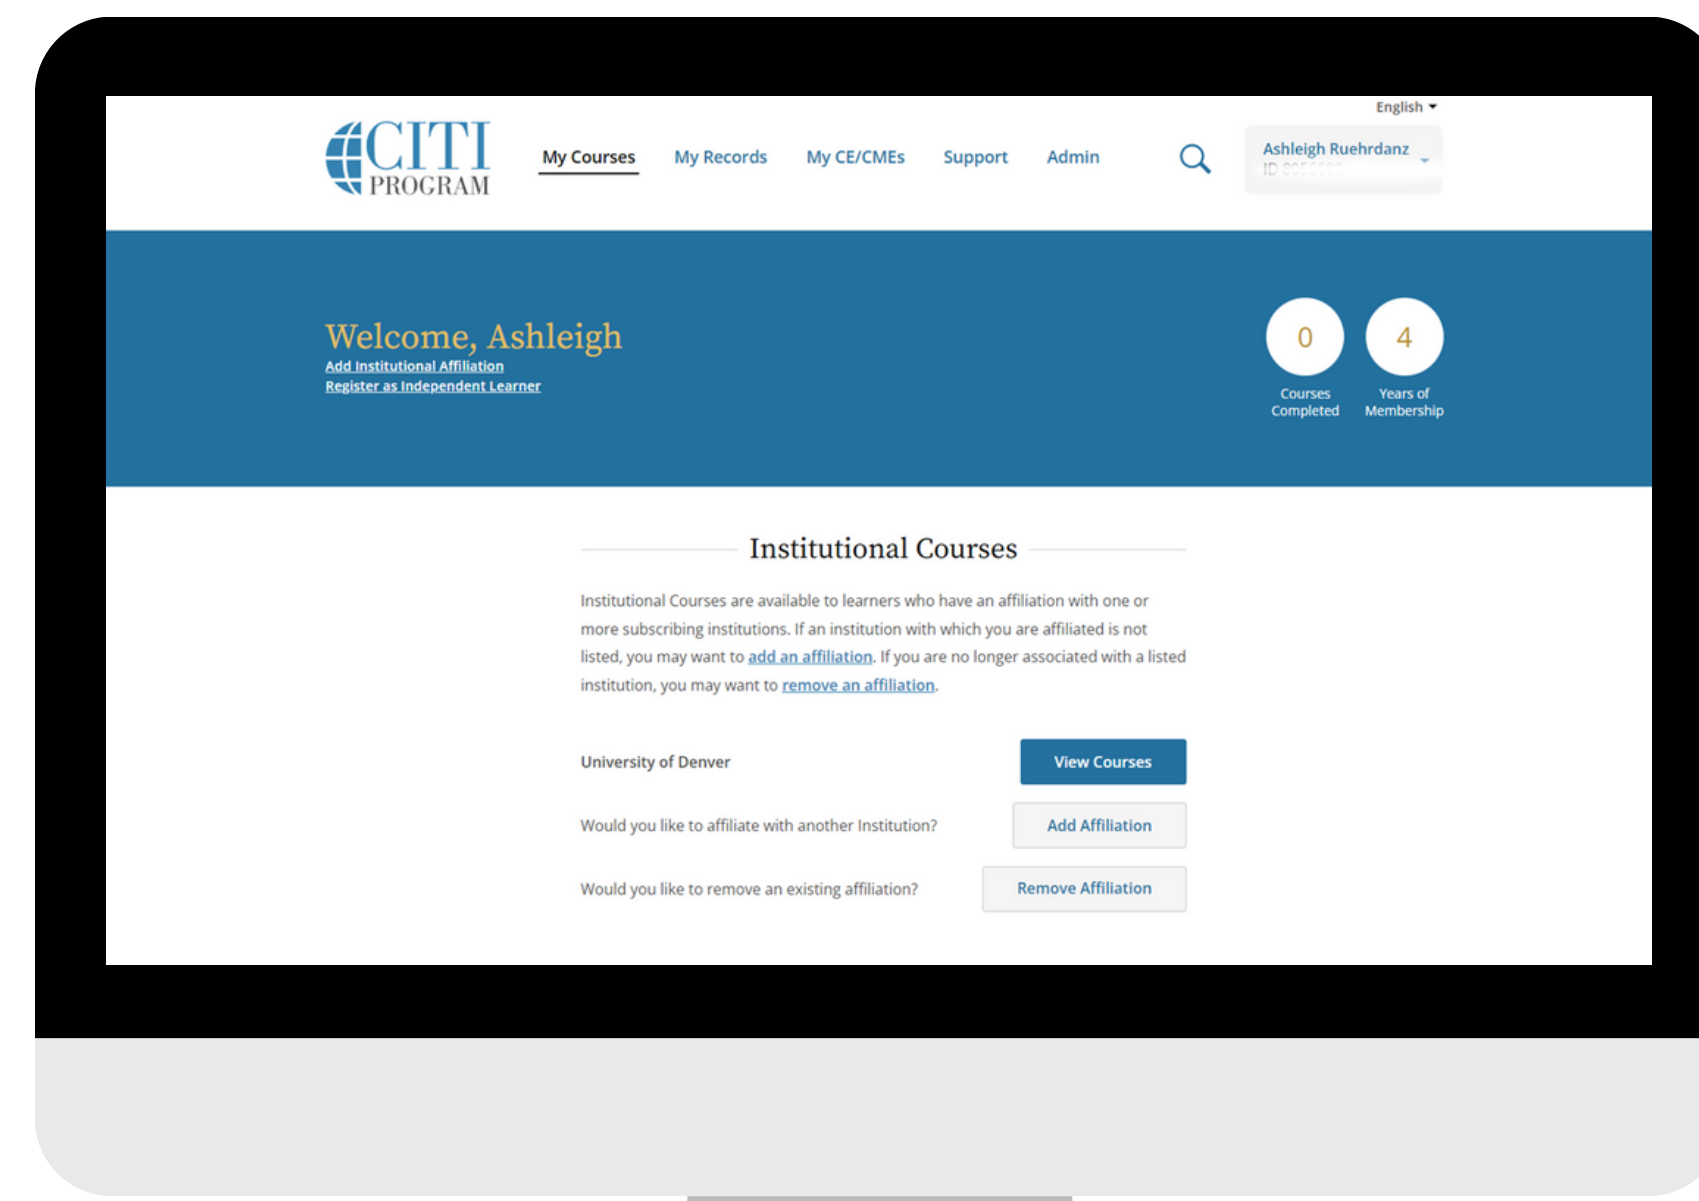 English
CITI
PROGRAM
My Courses My Records My CE/CMEs Support Admin
Ashleigh Ruehrdanz
ID
Welcome, Ashleigh
Add Institutional Affiliation
Register as Independent Learner
0
Courses
Completed
4
Years of
Membership
Institutional Courses
Institutional Courses are available to learners who have an affiliation with one or
more subscribing institutions. If an institution with which you are affiliated is not
listed, you may want to add an affiliation. If you are no longer associated with a listed
institution, you may want to remove an affiliation.
University of Denver View Courses
Would you like to affiliate with another Institution? Add Affiliation
Would you like to remove an existing affiliation? Remove Affiliation